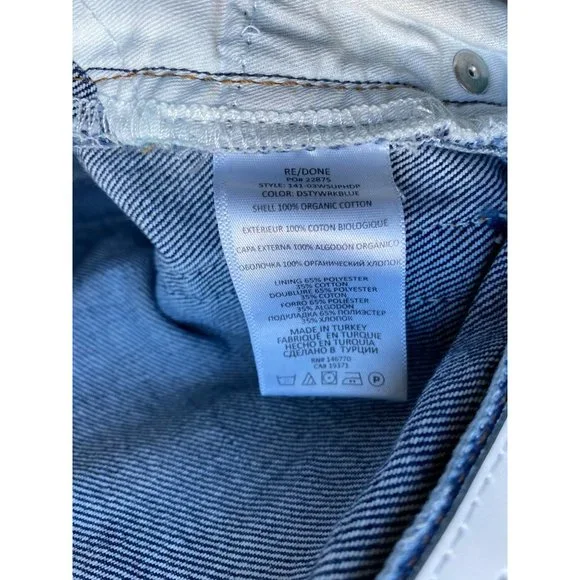 RE/DONE
PO# 22875
STYLE: 141-03WSUPHDP
COLOR: DSTYWRKBLUE
SHELL 100% ORGANIC COTTON
EXTERIEUR 100% COTON BIOLOGIQUE
CAPA EXTERNA 100% ALGODÓN ORGÁNICO
ОБОЛОЧКА 100% ОРГАНИЧЕСКИЙ ХЛОПОК
LINING 65% POLYESTER
35% COTTON
DOUBLURE 65% POLYESTER
35% COTON
FORRO 65% POLIÉSTER
35% ALGODÓN
ПОДКЛАДКА 65% ПОЛИЭСТЕР
35% ХЛОПОК
MADE IN TURKEY
FABRIQUÉ EN TURQUIE
HECHO EN TURQUÍA
СДЕЛАНО В ТУРЦИИ
RN# 146770
CA# 19371
P